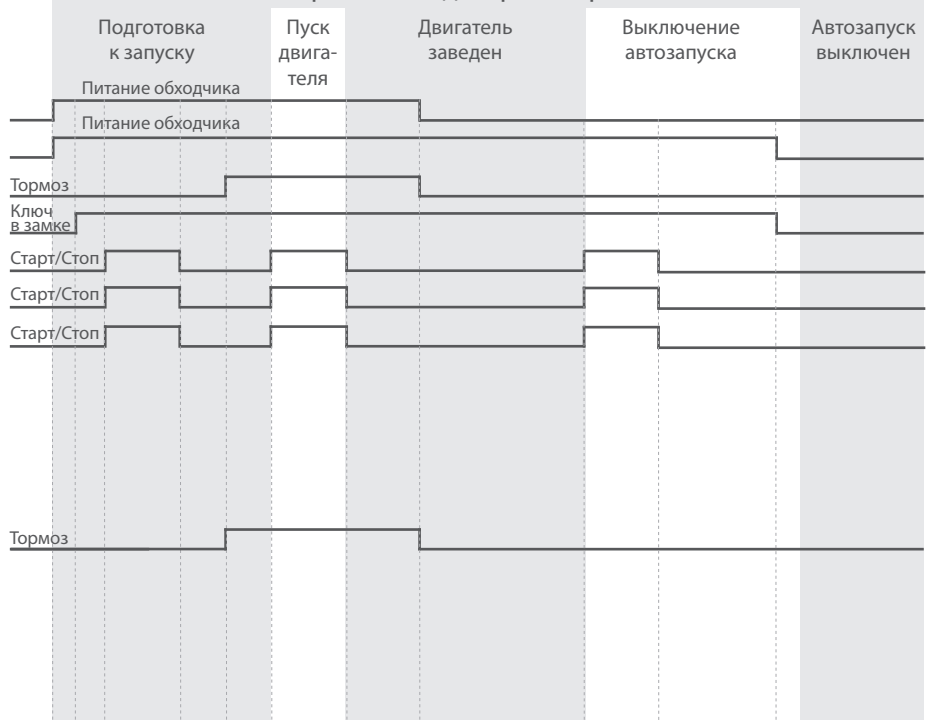 Подготовка
к запуску
Пуск
двига-
теля
Двигатель
заведен
Выключение
автозапуска
Автозапуск
выключен
Питание обходчика
Питание обходчика
Тормоз
Ключ
в замке
Старт/Стоп
Старт/Стоп
Старт/Стоп
Тормоз